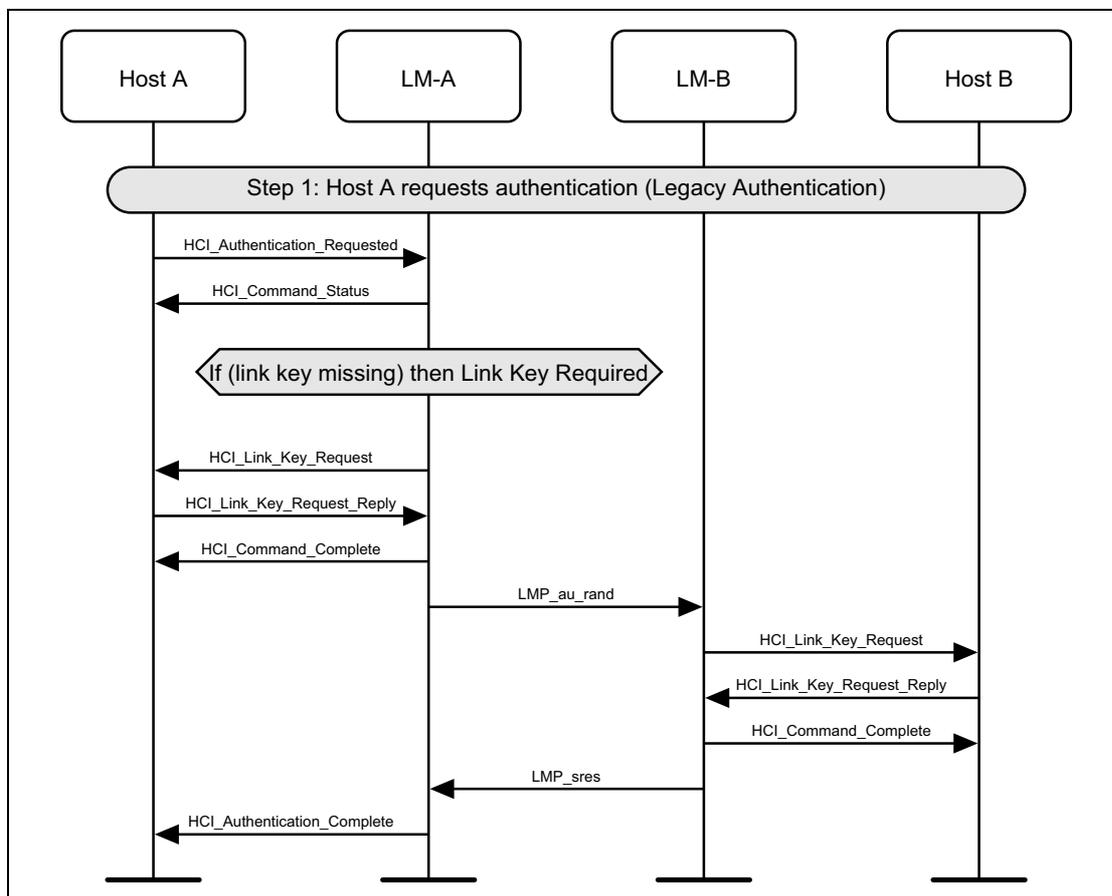 Host A
LM-A
LM-B
Host B
Step 1: Host A requests authentication (Legacy Authentication)
HCI_Authentication_Requested
HCI_Command_Status
If (link key missing) then Link Key Required
HCI_Link_Key_Request
HCI_Link_Key_Request_Reply
HCI_Command_Complete
LMP_au_rand
HCI_Link_Key_Request
HCI_Link_Key_Request_Reply
HCI_Command_Complete
LMP_sres
HCI_Authentication_Complete